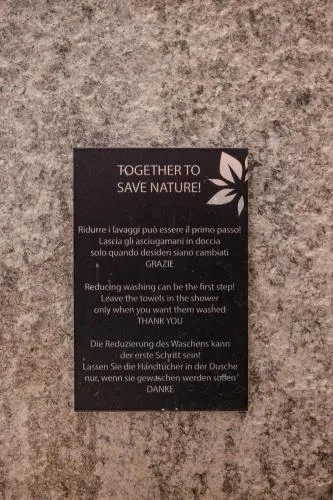 TOGETHER TO
SAVE NATURE!
Ridurre i lavaggi può essere il primo passo!
Lascia gli asciugamani in doccia
solo quando desideri siano cambiati
GRAZIE
Reducing washing can be the first step!
Leave the towels in the shower
only when you want them washed
THANK YOU
Die Reduzierung des Waschens kann
der erste Schritt sein!
Lassen Sie die Handtücher in der Dusche
nur, wenn sie gewaschen werden sollen
DANKE